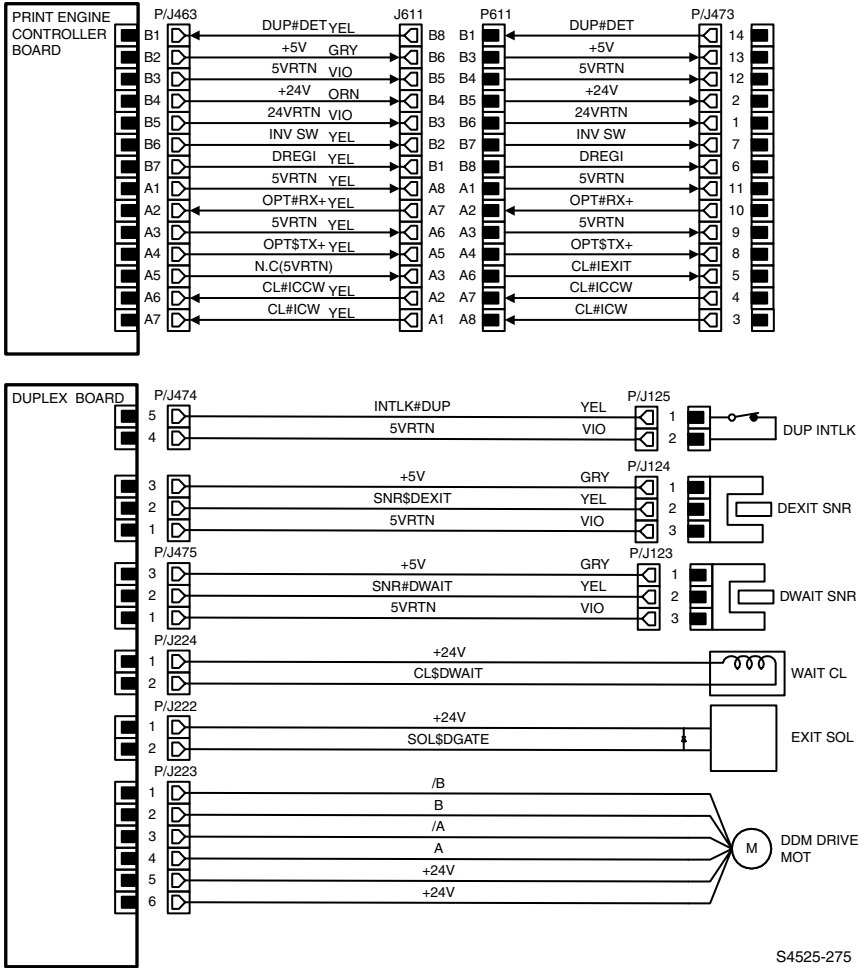 PRINT ENGINE
CONTROLLER
BOARD
P/J463 J611 P611 P/J473
B1 DUP#DET YEL B8 B1 DUP#DET 14
B2 +5V GRY B6 B3 +5V 13
B3 5VRTN VIO B5 B4 5VRTN 12
B4 +24V ORN B4 B5 +24V 2
B5 24VRTN VIO B3 B6 24VRTN 1
B6 INV SW YEL B2 B7 INV SW 7
B7 DREGI YEL B1 B8 DREGI 6
A1 5VRTN YEL A8 A1 5VRTN 11
A2 OPT#RX+ YEL A7 A2 OPT#RX+ 10
A3 5VRTN YEL A6 A3 5VRTN 9
A4 OPT$TX+ YEL A5 A4 OPT$TX+ 8
A5 N.C(5VRTN) A3 A6 CL#IEXIT 5
A6 CL#ICCW YEL A2 A7 CL#ICCW 4
A7 CL#ICW YEL A1 A8 CL#ICW 3
DUPLEX BOARD
P/J474 P/J125
5 INTLK#DUP YEL 1
4 5VRTN VIO 2
DUP INTLK
P/J124
3 +5V GRY 1
2 SNR$DEXIT YEL 2
1 5VRTN VIO 3
DEXIT SNR
P/J475 P/J123
3 +5V GRY 1
2 SNR#DWAIT YEL 2
1 5VRTN VIO 3
DWAIT SNR
P/J224
1 +24V
2 CL$DWAIT
WAIT CL
P/J222
1 +24V
2 SOL$DGATE
EXIT SOL
P/J223
1 /B
2 B
3 /A
4 A
5 +24V
6 +24V
M
DDM DRIVE
MOT
S4525-275